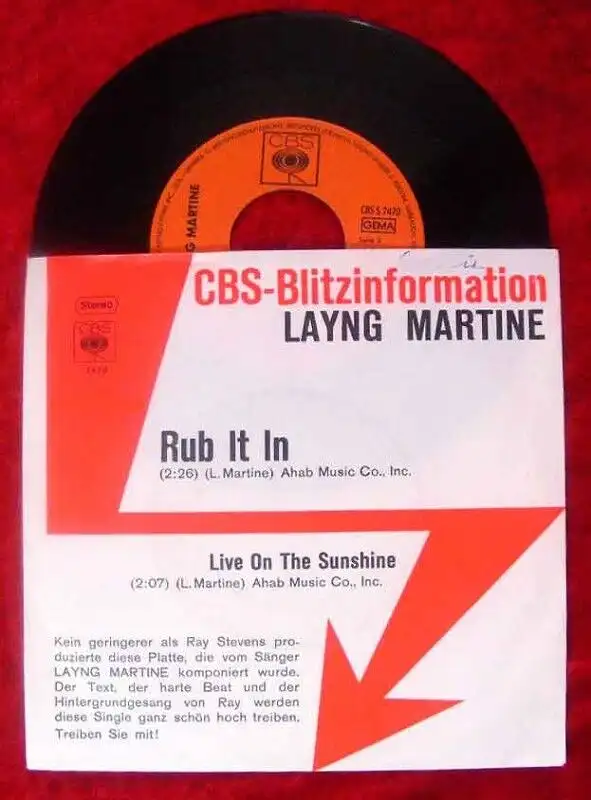 CBS
NG MARTINE
CBS S 7470
GEMA
CBS-Blitzinformation
LAYNG MARTINE
Stereo
CBS
7470
Rub It In
(2:26) (L. Martine) Ahab Music Co., Inc.
Live On The Sunshine
(2:07) (L. Martine) Ahab Music Co., Inc.
Kein geringerer als Ray Stevens pro-
duzierte diese Platte, die vom Sänger
LAYNG MARTINE komponiert wurde.
Der Text, der harte Beat und der
Hintergrundgesang von Ray werden
diese Single ganz schön hoch treiben.
Treiben Sie mit!